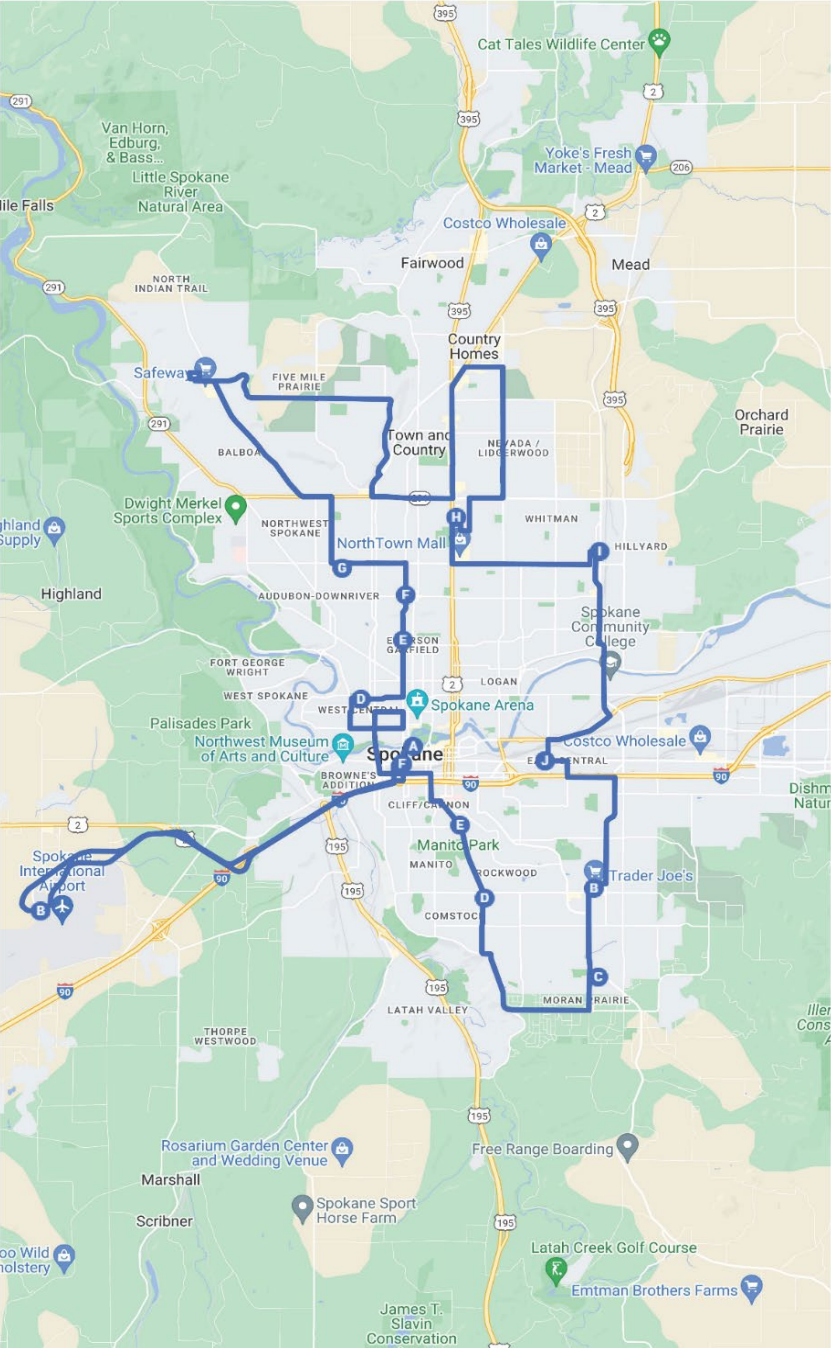 395
Cat Tales Wildlife Center
2
291
395
Van Horn,
Edburg,
& Bass...
Yoke's Fresh
Market - Mead
206
Little Spokane
River
Natural Area
ile Falls
2
Costco Wholesale
Fairwood
Mead
NORTH
INDIAN TRAIL
291
395
395
Country
Homes
Safeway
FIVE MILE
PRAIRIE
395
Orchard
Prairie
291
Town and
Country
NEVADA /
LIDGERWOOD
BALBOA
Dwight Merkel
Sports Complex
NORTHWEST
SPOKANE
H
WHITMAN
ghland
Supply
NorthTown Mall
I
HILLYARD
G
Highland
AUDUBON-DOWNRIVER
F
Spokane
Community
College
E
EMERSON
GARFIELD
FORT GEORGE
WRIGHT
WEST SPOKANE
2
LOGAN
D
WEST CENTRAL
Spokane Arena
Palisades Park
Northwest Museum
of Arts and Culture
A
Spokane
Costco Wholesale
EAST CENTRAL
J
F
BROWNE'S
ADDITION
90
90
Dishm
Natur
CLIFF/CANNON
2
E
195
Manito Park
Spokane
International
Airport
MANITO
ROCKWOOD
Trader Joe's
90
195
B
B
D
COMSTOCK
C
90
195
MORAN PRAIRIE
LATAH VALLEY
Iller
Cons
A
THORPE
WESTWOOD
195
Rosarium Garden Center
and Wedding Venue
Free Range Boarding
Marshall
Spokane Sport
Horse Farm
Scribner
195
oo Wild
holstery
Latah Creek Golf Course
Emtman Brothers Farms
James T.
Slavin
Conservation